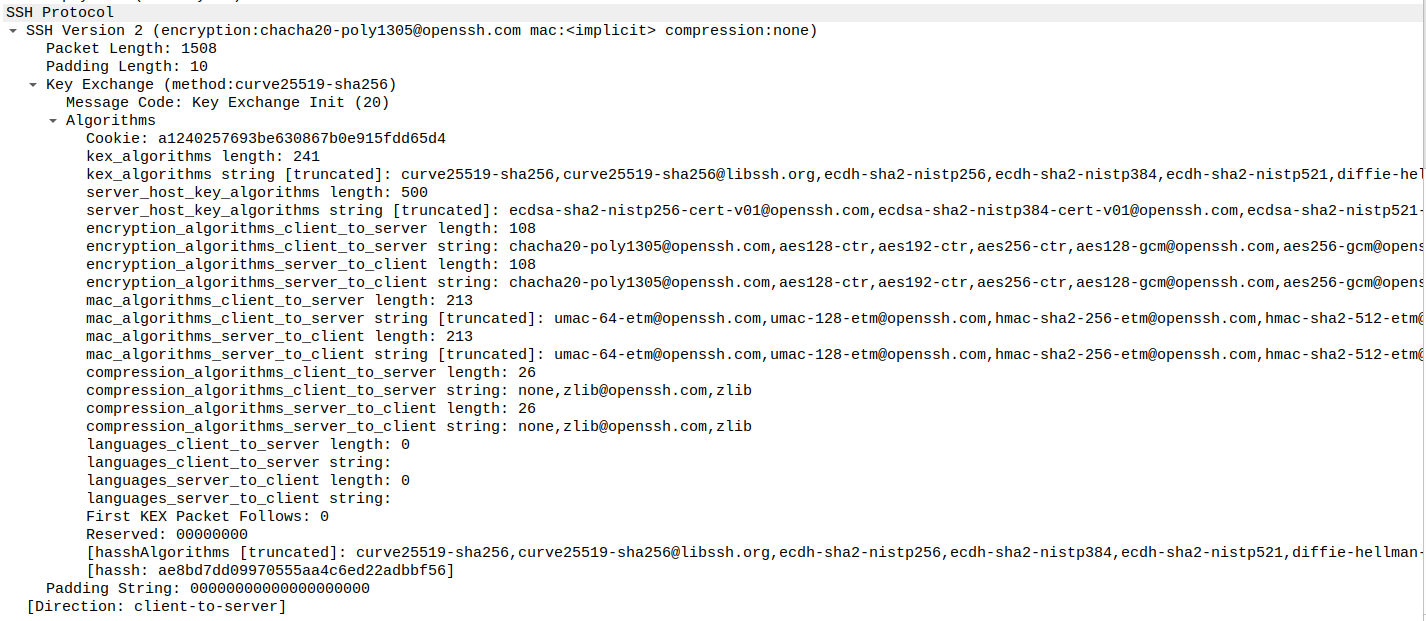 SSH Protocol
SSH Version 2 (encryption:chacha20-poly1305@openssh.com mac:<implicit> compression:none)
Packet Length: 1508
Padding Length: 10
Key Exchange (method:curve25519-sha256)
Message Code: Key Exchange Init (20)
Algorithms
Cookie: a1240257693be630867b0e915fdd65d4
kex_algorithms length: 241
kex_algorithms string [truncated]: curve25519-sha256,curve25519-sha256@libssh.org,ecdh-sha2-nistp256,ecdh-sha2-nistp384,ecdh-sha2-nistp521,diffie-hel
server_host_key_algorithms length: 500
server_host_key_algorithms string [truncated]: ecdsa-sha2-nistp256-cert-v01@openssh.com,ecdsa-sha2-nistp384-cert-v01@openssh.com,ecdsa-sha2-nistp521-
encryption_algorithms_client_to_server length: 108
encryption_algorithms_client_to_server string: chacha20-poly1305@openssh.com,aes128-ctr,aes192-ctr,aes256-ctr,aes128-gcm@openssh.com,aes256-gcm@opens
encryption_algorithms_server_to_client length: 108
encryption_algorithms_server_to_client string: chacha20-poly1305@openssh.com,aes128-ctr,aes192-ctr,aes256-ctr,aes128-gcm@openssh.com,aes256-gcm@opens
mac_algorithms_client_to_server length: 213
mac_algorithms_client_to_server string [truncated]: umac-64-etm@openssh.com,umac-128-etm@openssh.com,hmac-sha2-256-etm@openssh.com,hmac-sha2-512-etm@
mac_algorithms_server_to_client length: 213
mac_algorithms_server_to_client string [truncated]: umac-64-etm@openssh.com,umac-128-etm@openssh.com,hmac-sha2-256-etm@openssh.com,hmac-sha2-512-etm@
compression_algorithms_client_to_server length: 26
compression_algorithms_client_to_server string: none,zlib@openssh.com,zlib
compression_algorithms_server_to_client length: 26
compression_algorithms_server_to_client string: none,zlib@openssh.com,zlib
languages_client_to_server length: 0
languages_client_to_server string:
languages_server_to_client length: 0
languages_server_to_client string:
First KEX Packet Follows: 0
Reserved: 00000000
[hasshAlgorithms [truncated]: curve25519-sha256,curve25519-sha256@libssh.org,ecdh-sha2-nistp256,ecdh-sha2-nistp384,ecdh-sha2-nistp521,diffie-hellman-
[hassh: ae8bd7dd09970555aa4c6ed22adbbf56]
Padding String: 00000000000000000000
[Direction: client-to-server]